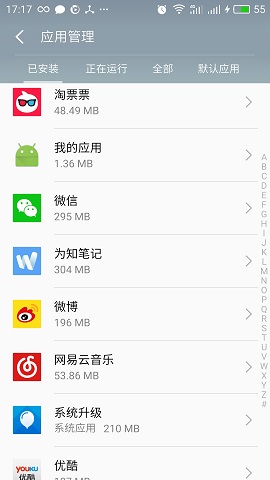 17:17
55
应用管理
已安装 正在运行 全部 默认应用
淘票票
48.49 MB
我的应用
1.36 MB
微信
295 MB
为知笔记
304 MB
微博
196 MB
网易云音乐
53.86 MB
系统升级
系统应用 210 MB
YOUKU
优酷
优酷
A
B
C
D
E
F
G
H
I
J
K
L
M
N
O
P
Q
R
S
T
U
V
W
X
Y
Z
#